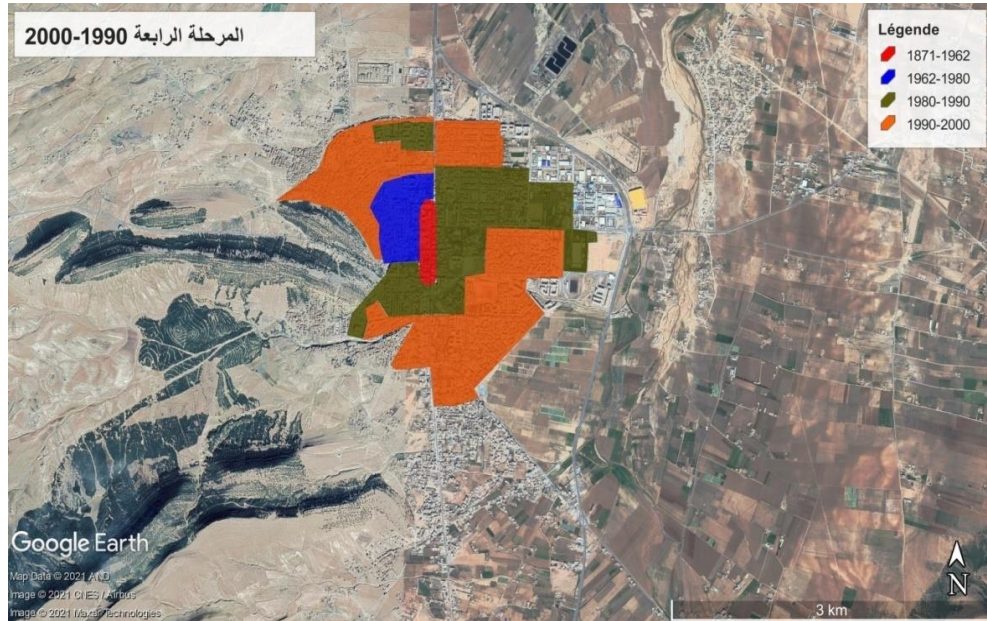 المرحلة الرابعة 1990-2000
Légende
1871-1962
1962-1980
1980-1990
1990-2000
Google Earth
Map Data © 2021 AND
Image © 2021 CNES / Airbus
Image © 2021 Maxar Technologies
N
3 km